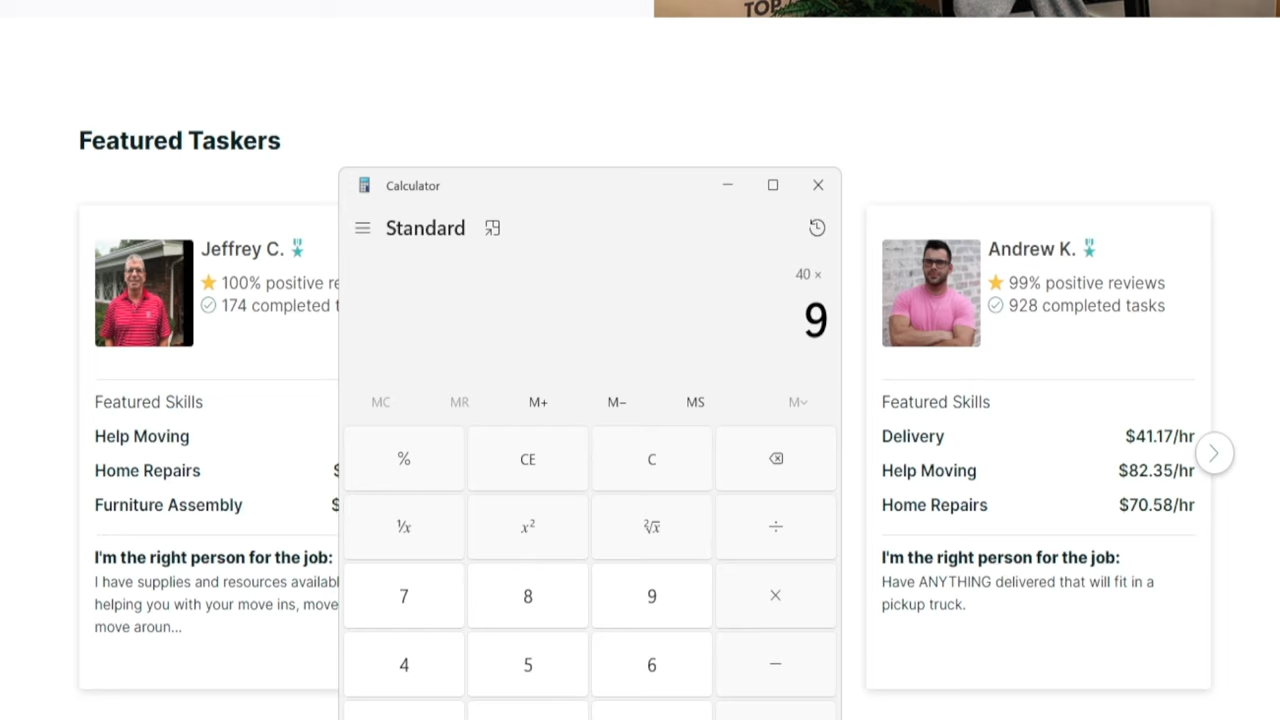 TOP
Featured Taskers
Jeffrey C.
100% positive re
174 completed t
Featured Skills
Help Moving
Home Repairs $
Furniture Assembly $
I'm the right person for the job:
I have supplies and resources availabl
helping you with your move ins, move
move aroun...
Calculator
Standard
40 ×
9
MC MR M+ M− MS M
% CE C
¹/x x² ²√x ÷
7 8 9 ×
4 5 6 −
Andrew K.
99% positive reviews
928 completed tasks
Featured Skills
Delivery $41.17/hr
Help Moving $82.35/hr
Home Repairs $70.58/hr
I'm the right person for the job:
Have ANYTHING delivered that will fit in a
pickup truck.